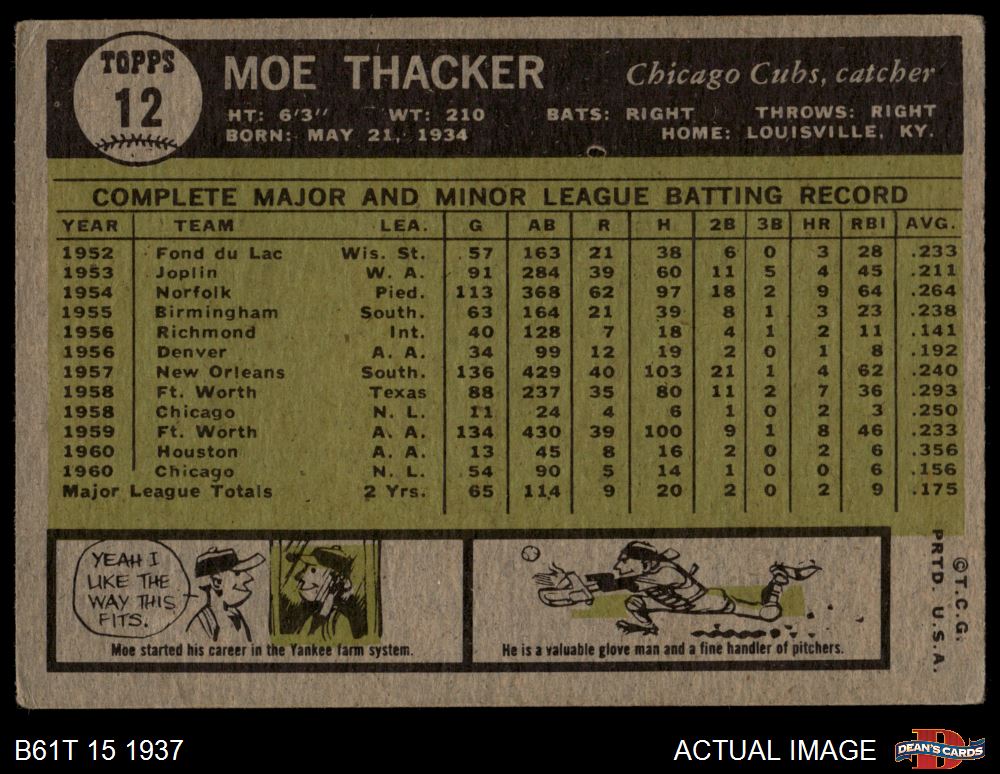 TOPPS
12
MOE THACKER
Chicago Cubs, catcher
HT: 6'3" WT: 210 BATS: RIGHT THROWS: RIGHT
BORN: MAY 21, 1934 HOME: LOUISVILLE, KY.
COMPLETE MAJOR AND MINOR LEAGUE BATTING RECORD
YEAR TEAM LEA. G AB R H 2B 3B HR RBI AVG.
1952 Fond du Lac Wis. St. 57 163 21 38 6 0 3 28 .233
1953 Joplin W. A. 91 284 39 60 11 5 4 45 .211
1954 Norfolk Pied. 113 368 62 97 18 2 9 64 .264
1955 Birmingham South. 63 164 21 39 8 1 3 23 .238
1956 Richmond Int. 40 128 7 18 4 1 2 11 .141
1956 Denver A. A. 34 99 12 19 2 0 1 8 .192
1957 New Orleans South. 136 429 40 103 21 1 4 62 .240
1958 Ft. Worth Texas 88 237 35 80 11 2 7 36 .293
1958 Chicago N. L. 11 24 4 6 1 0 2 3 .250
1959 Ft. Worth A. A. 134 430 39 100 9 1 8 46 .233
1960 Houston A. A. 13 45 8 16 2 0 2 6 .356
1960 Chicago N. L. 54 90 5 14 1 0 0 6 .156
Major League Totals 2 Yrs. 65 114 9 20 2 0 2 9 .175
YEAH I
LIKE THE
WAY THIS
FITS.
Moe started his career in the Yankee farm system.
He is a valuable glove man and a fine handler of pitchers.
©T.C.G.
PRTD. U.S.A.
B61T 15 1937
ACTUAL IMAGE
D
DEAN'S CARDS